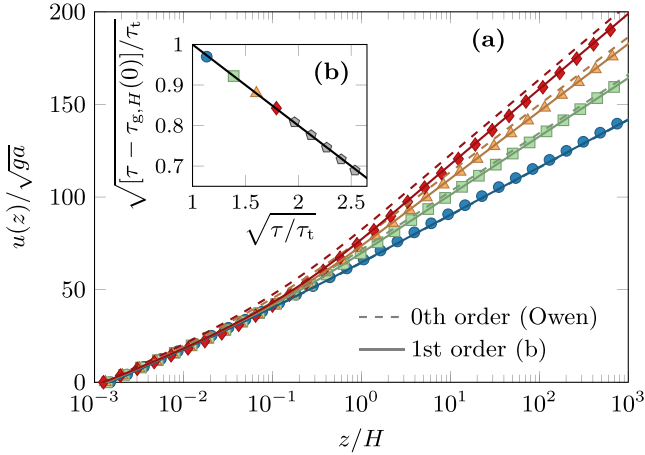 (a)
(b)
u(z)/√ga
200
150
100
50
0
√[τ − τg,H(0)]/τt
1
0.9
0.8
0.7
1 1.5 2 2.5
√τ/τt
0th order (Owen)
1st order (b)
10−3 10−2 10−1 100 101 102 103
z/H